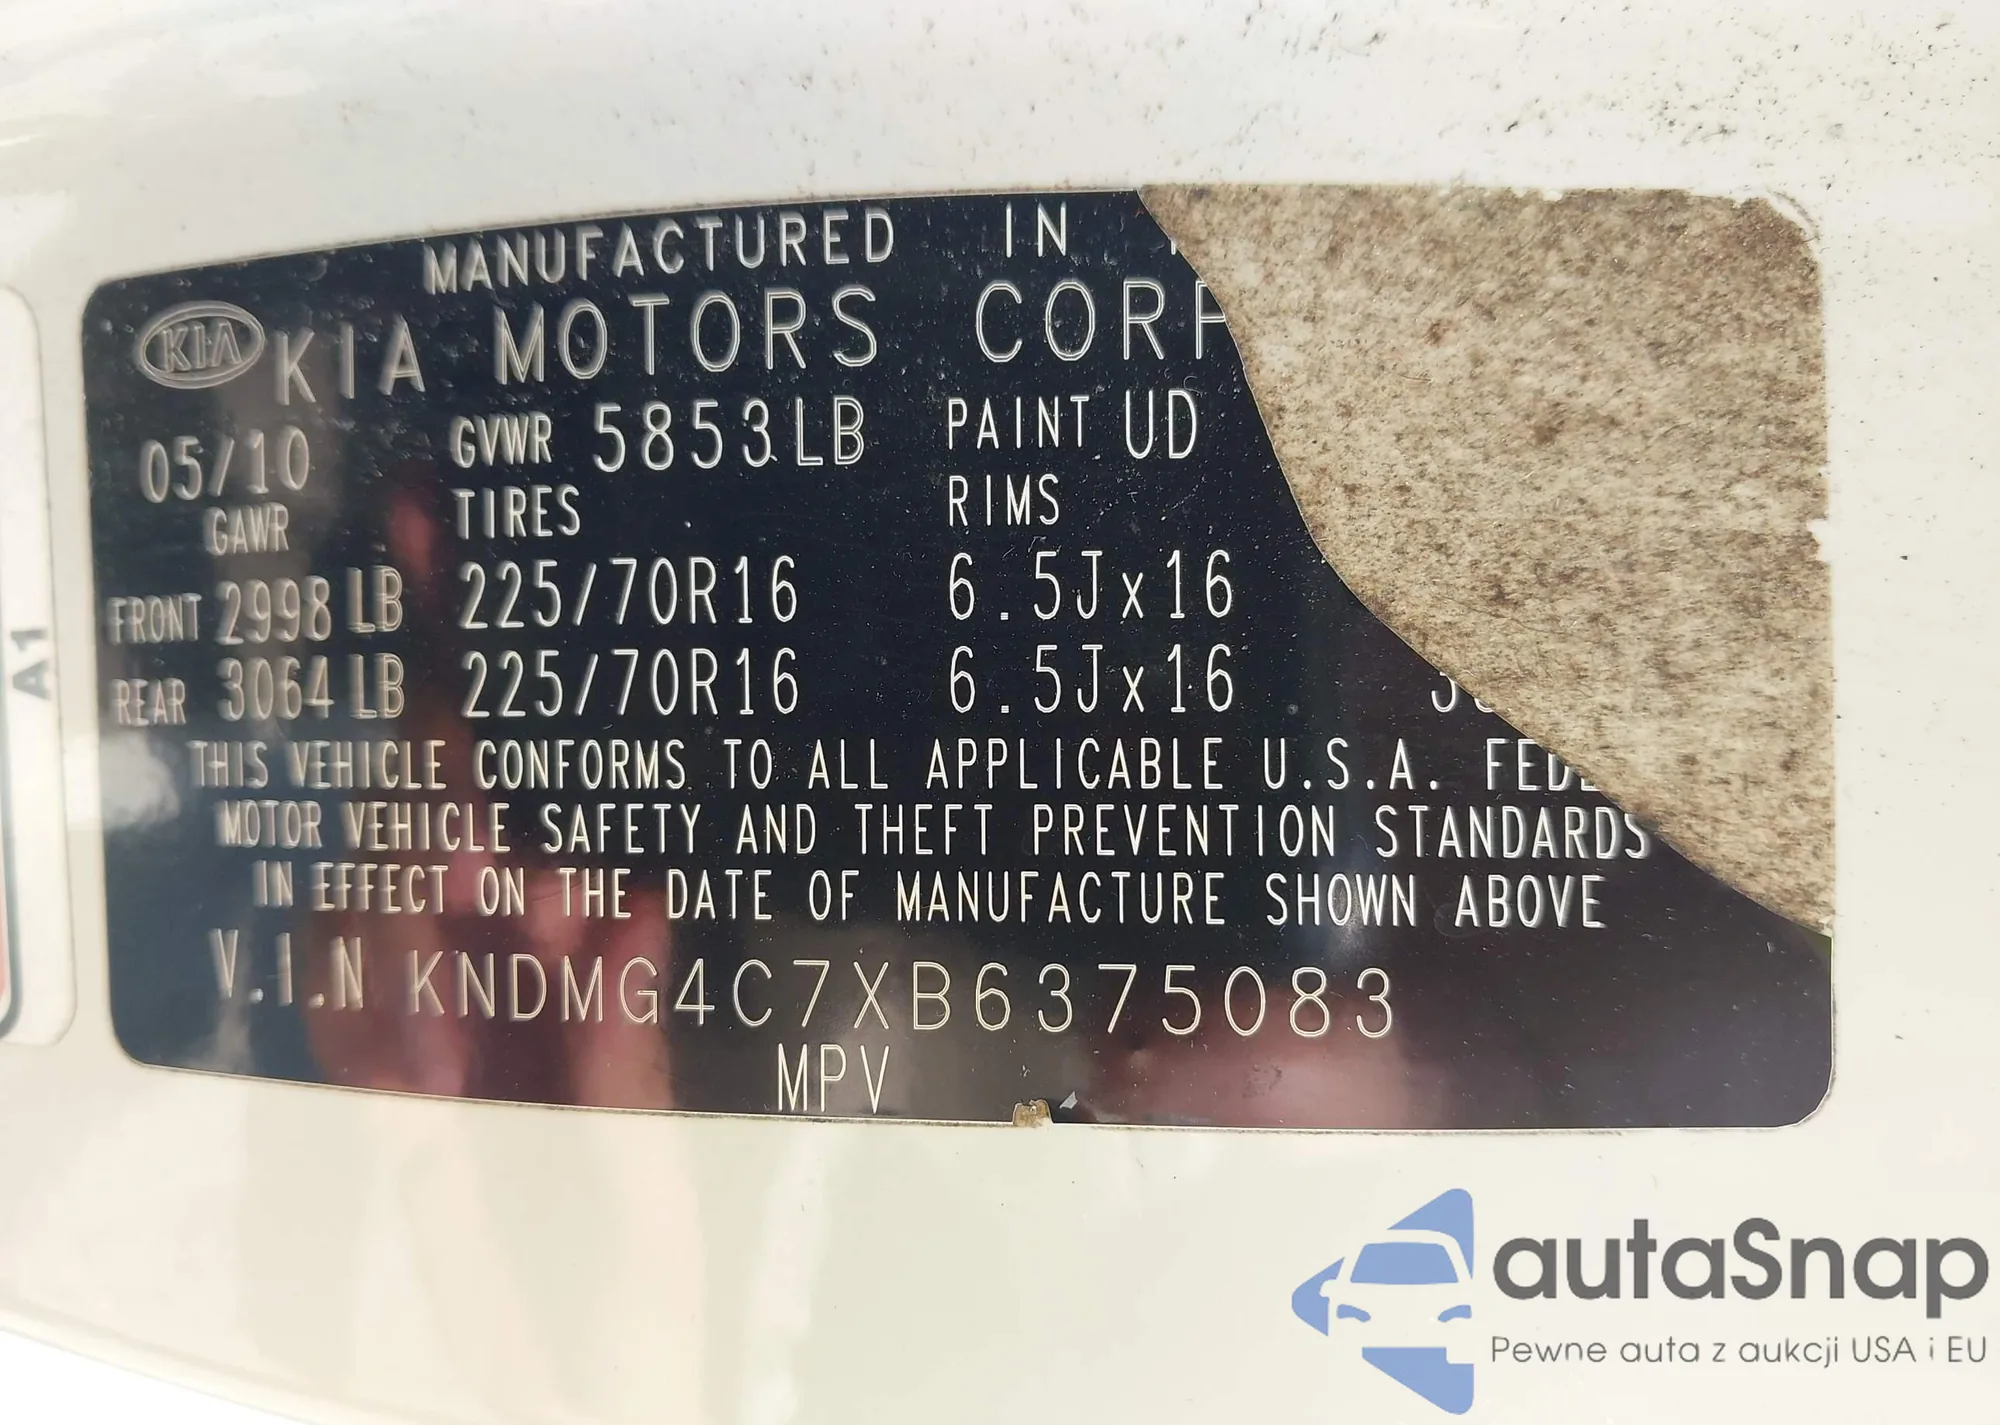 MANUFACTURED IN
KIA KIA MOTORS CORP
05/10 GVWR 5853LB PAINT UD
GAWR TIRES RIMS
FRONT 2998 LB 225/70R16 6.5Jx16
REAR 3064 LB 225/70R16 6.5Jx16
THIS VEHICLE CONFORMS TO ALL APPLICABLE U.S.A.
MOTOR VEHICLE SAFETY AND THEFT PREVENTION STANDARDS
IN EFFECT ON THE DATE OF MANUFACTURE SHOWN ABOVE
V.I.N KNDMG4C7XB6375083
MPV
A1
autaSnap
Pewne auta z aukcji USA i EU